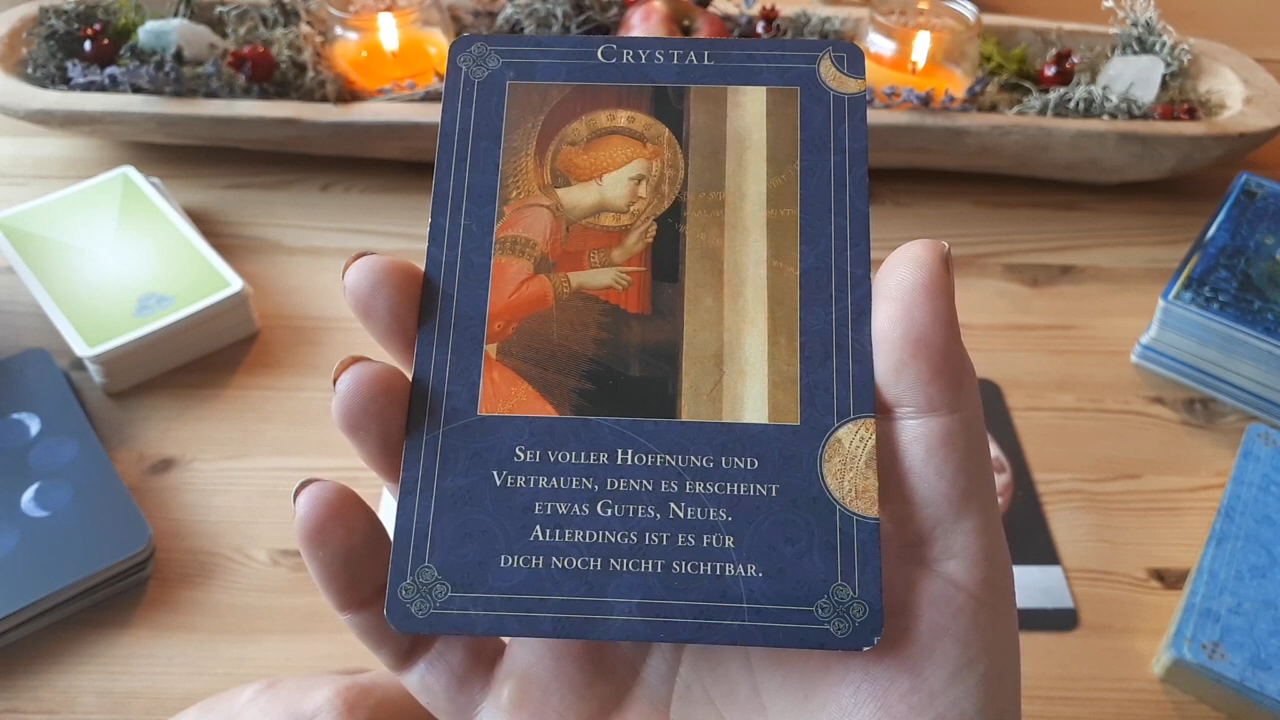 Crystal
Sei voller Hoffnung und
Vertrauen, denn es erscheint
etwas Gutes, Neues.
Allerdings ist es für
dich noch nicht sichtbar.